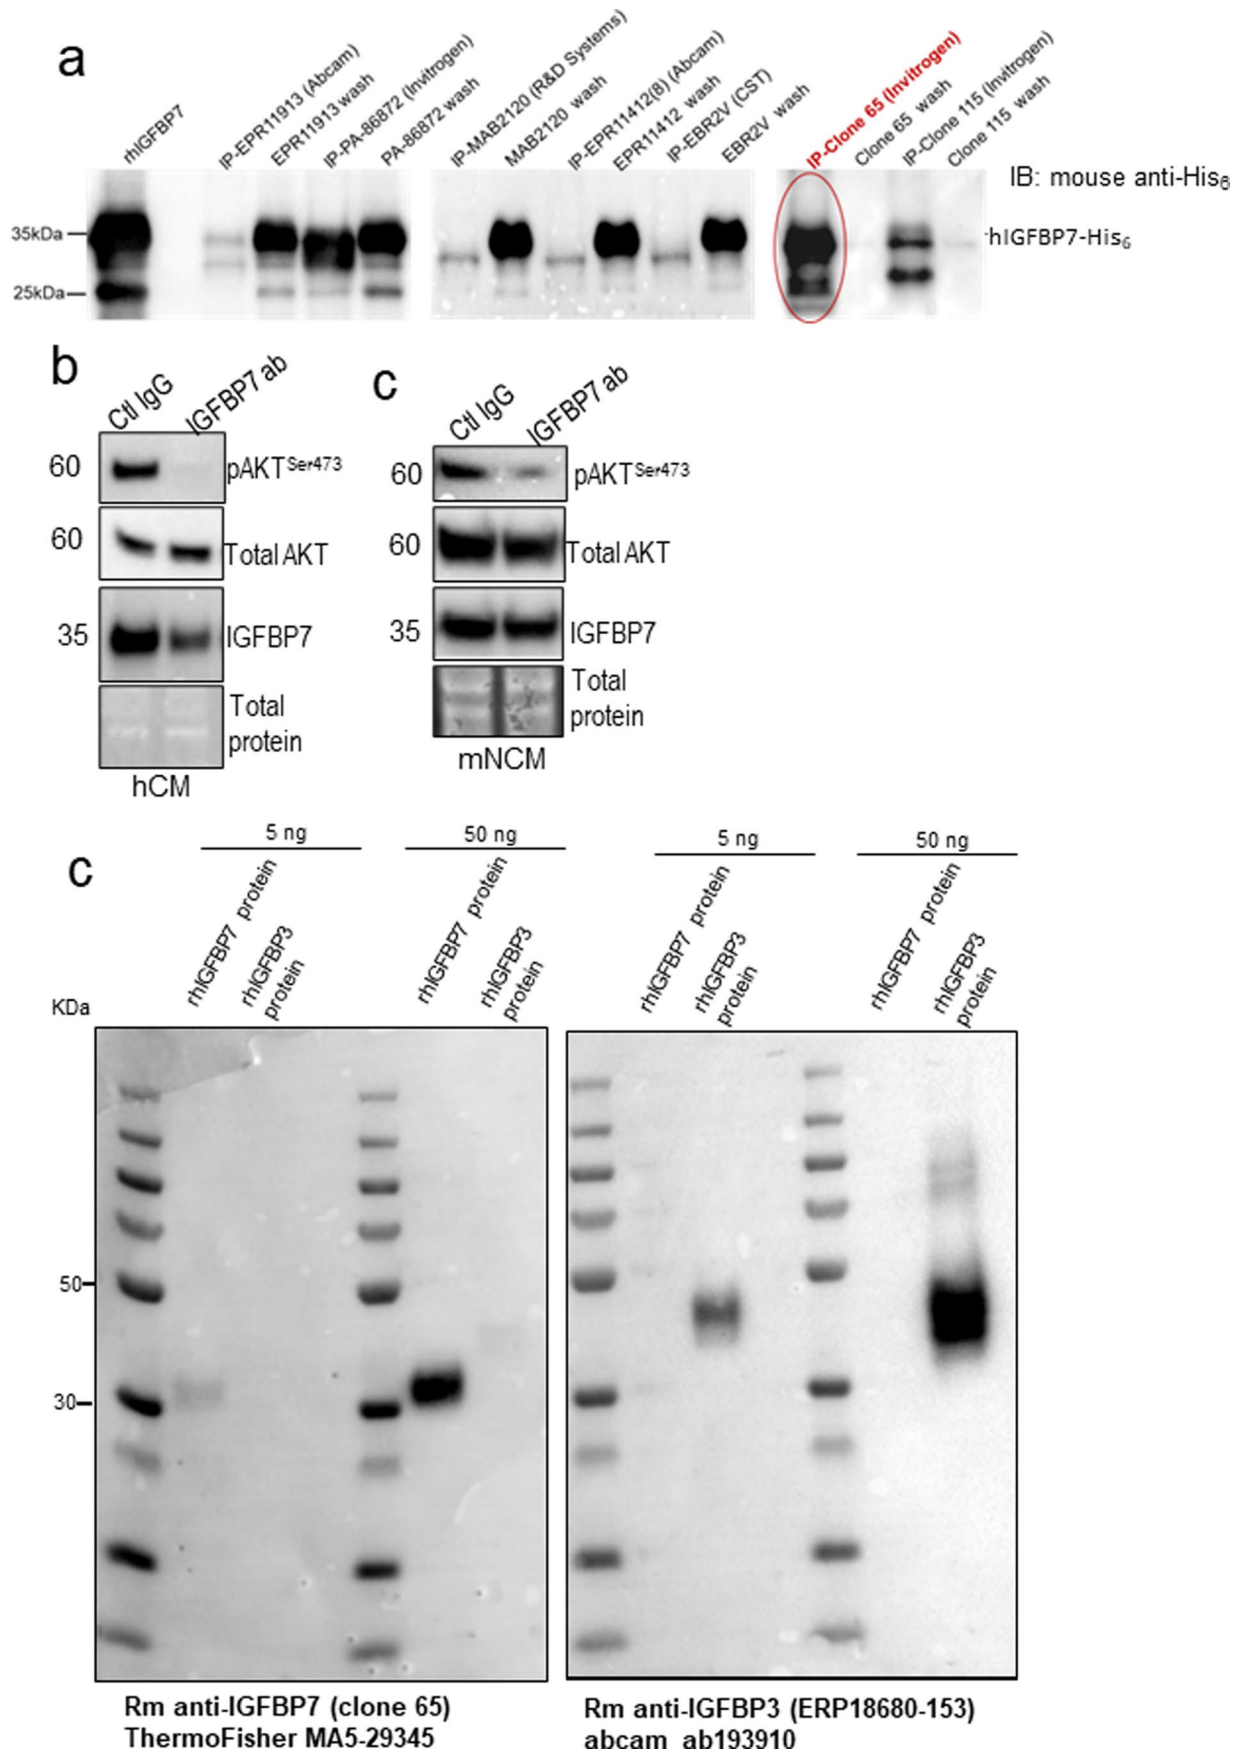 a
rhIGFBP7
IP-EPR11913 (Abcam)
EPR11913 wash
IP-PA-86872 (Invitrogen)
PA-86872 wash
IP-MAB2120 (R&D Systems)
MAB2120 wash
IP-EPR11412(8) (Abcam)
EPR11412 wash
IP-EBR2V (CST)
EBR2V wash
IP-Clone 65 (Invitrogen)
Clone 65 wash
IP-Clone 115 (Invitrogen)
Clone 115 wash
IB: mouse anti-His6
35kDa
rhIGFBP7-His6
25kDa
b
Ctl IgG
IGFBP7 ab
60
pAKTSer473
60
Total AKT
35
IGFBP7
Total
protein
hCM
c
Ctl IgG
IGFBP7 ab
60
pAKTSer473
60
Total AKT
35
IGFBP7
Total
protein
mNCM
c
5 ng
50 ng
5 ng
50 ng
rhIGFBP7 protein
rhIGFBP3
protein
rhIGFBP7 protein
rhIGFBP3
protein
rhIGFBP7 protein
rhIGFBP3
protein
rhIGFBP7 protein
rhIGFBP3
protein
KDa
50
30
Rm anti-IGFBP7 (clone 65)
ThermoFisher MA5-29345
Rm anti-IGFBP3 (ERP18680-153)
abcam ab193910